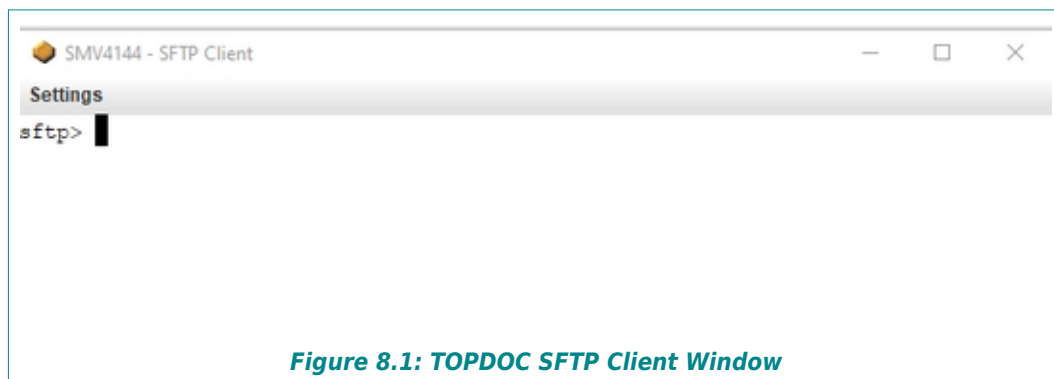 SMV4144 - SFTP Client
Settings
sftp>
Figure 8.1: TOPDOC SFTP Client Window